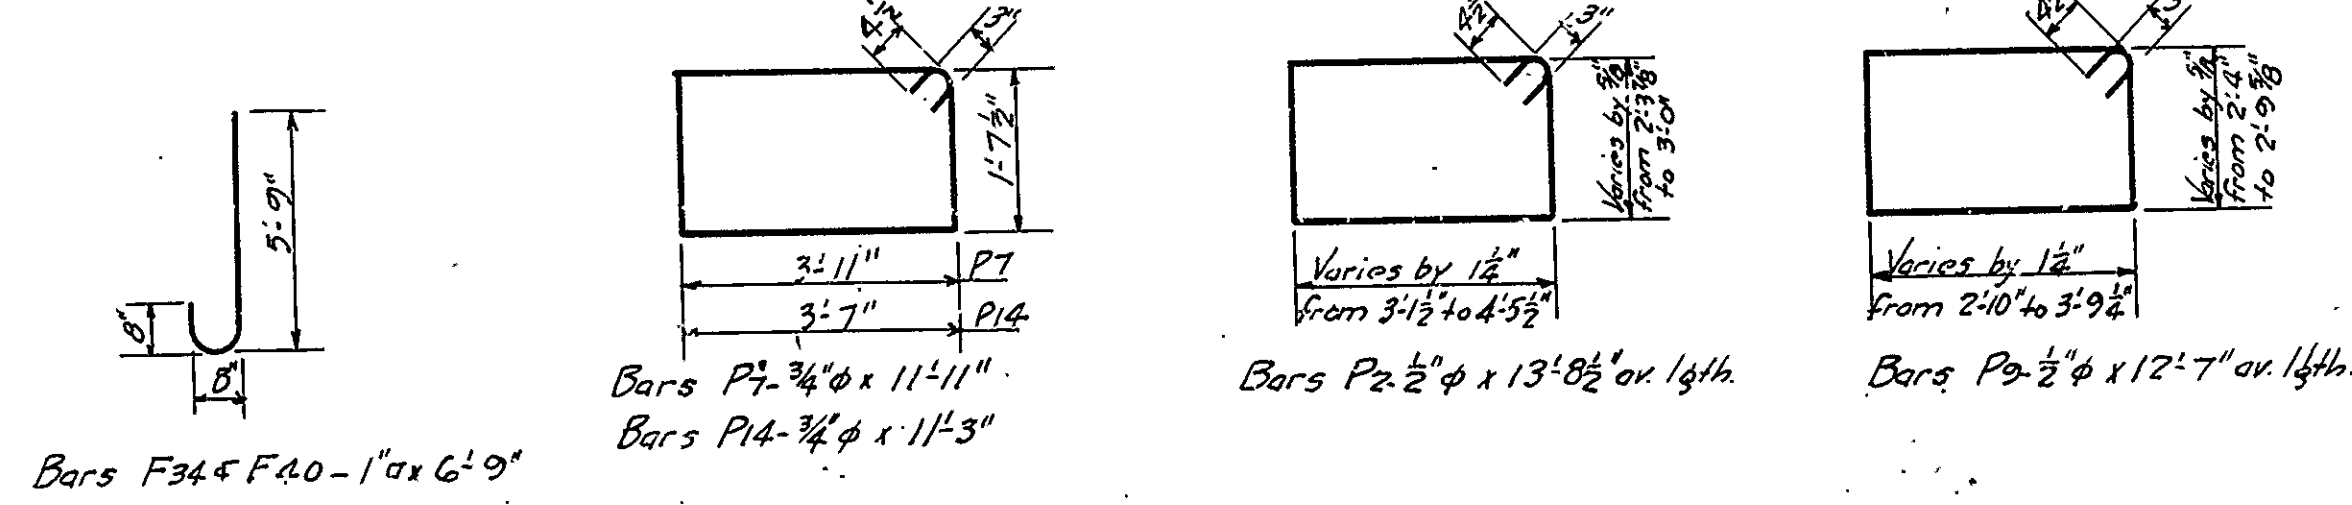 8"
8"
5'-9"
Bars F34 & F40 - 1"□ x 6'-9"
4½
3"
1'-7½"
3'-11" P7
3'-7" P14
Bars P7 - ¾"φ x 11'-11"
Bars P14 - ¾"φ x 11'-3"
4½
3"
Varies by ⅝"
from 2'-3⅞"
to 3'-0"
Varies by 1¼"
from 3'-1½" to 4'-5½"
Bars P2 - ½"φ x 13'-8½" av. lgth.
Varies by ⅝"
from 2'-4"
to 2'-9⅝"
Varies by 1¼"
from 2'-10" to 3'-9¼"
Bars P9 - ½"φ x 12'-7" av. lgth.